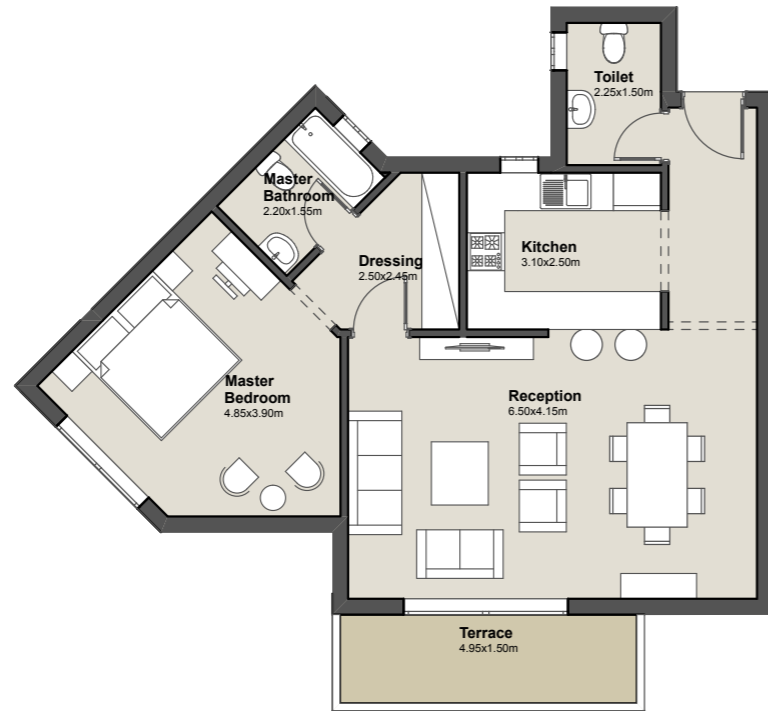 Toilet
2.25x1.50m
Master
Bathroom
2.20x1.55m
Dressing
2.50x2.45m
Kitchen
3.10x2.50m
Master
Bedroom
4.85x3.90m
Reception
6.50x4.15m
Terrace
4.95x1.50m